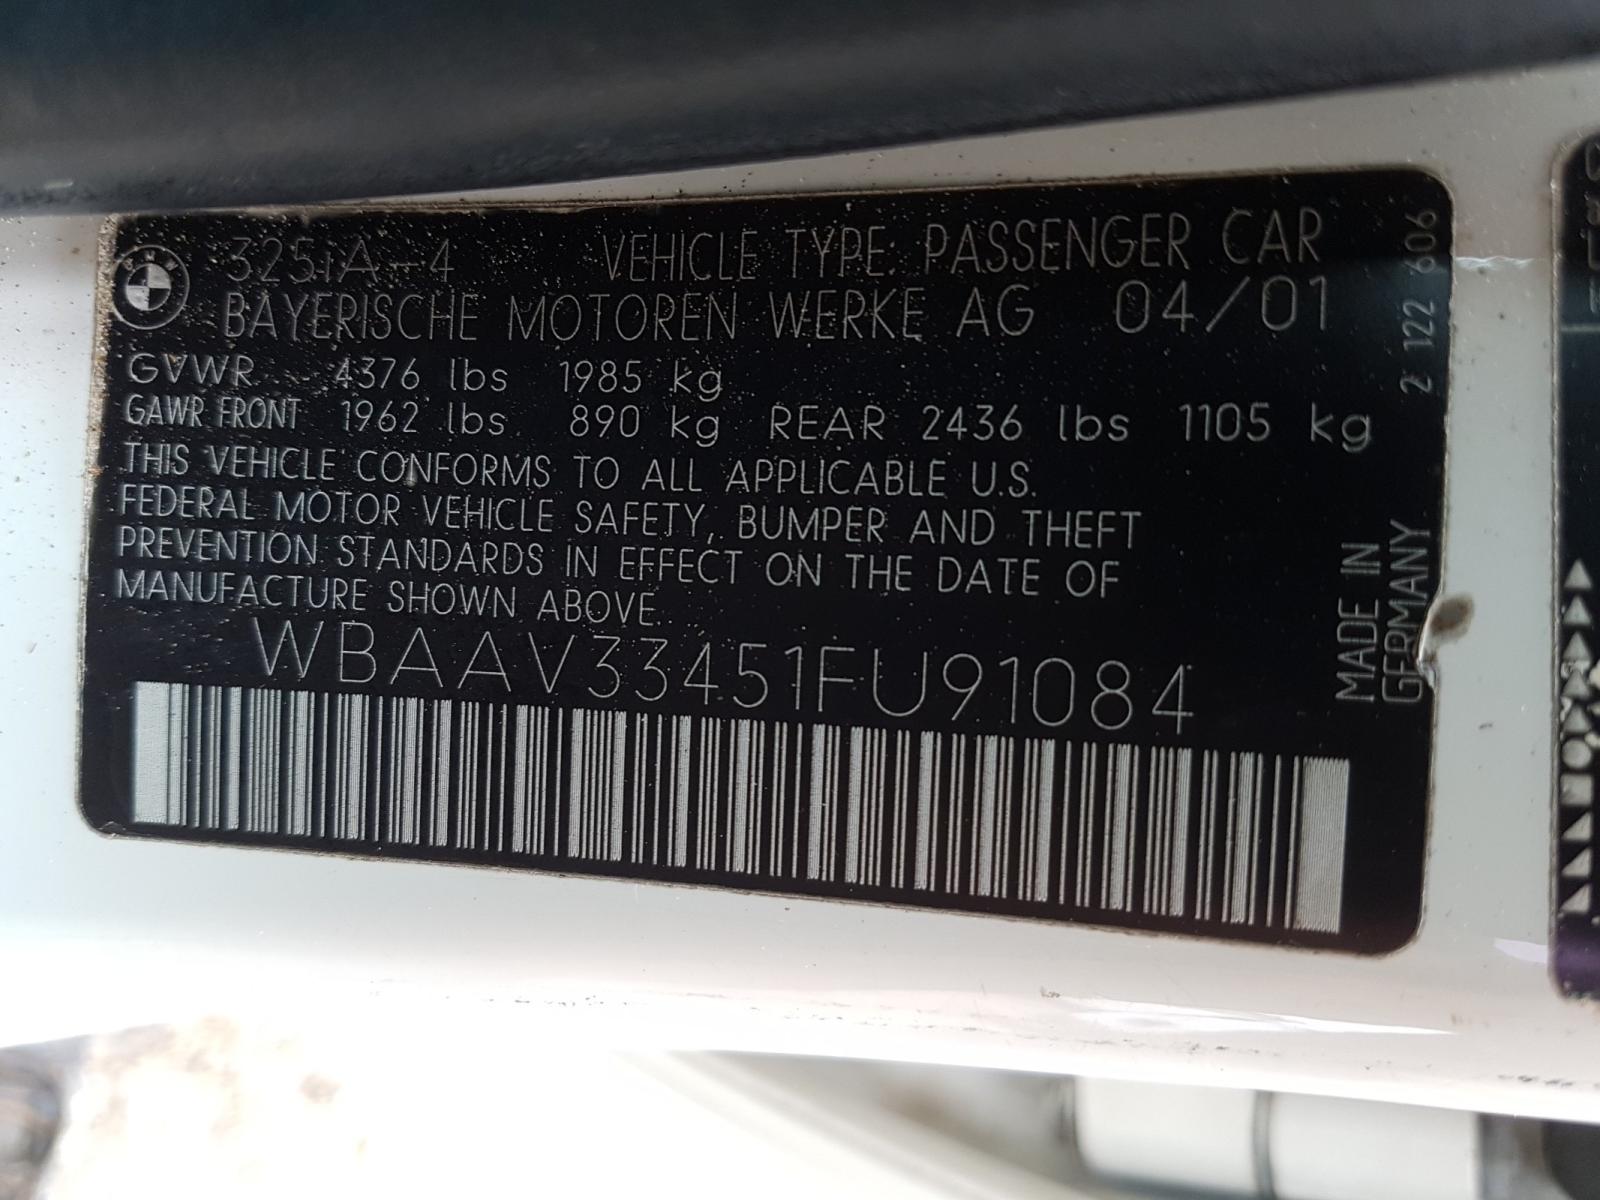 325iA-4 VEHICLE TYPE: PASSENGER CAR
BAYERISCHE MOTOREN WERKE AG 04/01
GVWR 4376 lbs 1985 kg
GAWR FRONT 1962 lbs 890 kg REAR 2436 lbs 1105 kg
THIS VEHICLE CONFORMS TO ALL APPLICABLE U.S.
FEDERAL MOTOR VEHICLE SAFETY, BUMPER AND THEFT
PREVENTION STANDARDS IN EFFECT ON THE DATE OF
MANUFACTURE SHOWN ABOVE.
WBAAV33451FU91084
2 122 606
MADE IN
GERMANY